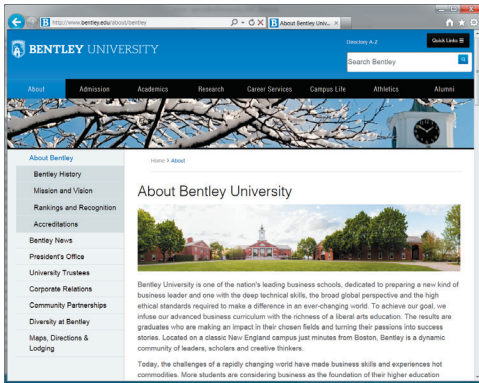 http://www.bentley.edu/about/bentley
About Bentley Univ...
Directory A-Z
Quick Links
BENTLEY UNIVERSITY
Search Bentley
About Admission Academics Research Career Services Campus Life Athletics Alumni
About Bentley
Bentley History
Mission and Vision
Rankings and Recognition
Accreditations
Bentley News
President's Office
University Trustees
Corporate Relations
Community Partnerships
Diversity at Bentley
Maps, Directions &
Lodging
Home > About
About Bentley University
Bentley University is one of the nation's leading business schools, dedicated to preparing a new kind of
business leader and one with the deep technical skills, the broad global perspective and the high
ethical standards required to make a difference in an ever-changing world. To achieve our goal, we
infuse our advanced business curriculum with the richness of a liberal arts education. The results are
graduates who are making an impact in their chosen fields and turning their passions into success
stories. Located on a classic New England campus just minutes from Boston, Bentley is a dynamic
community of leaders, scholars and creative thinkers.
Today, the challenges of a rapidly changing world have made business skills and experiences hot
commodities. More students are considering business as the foundation of their higher education